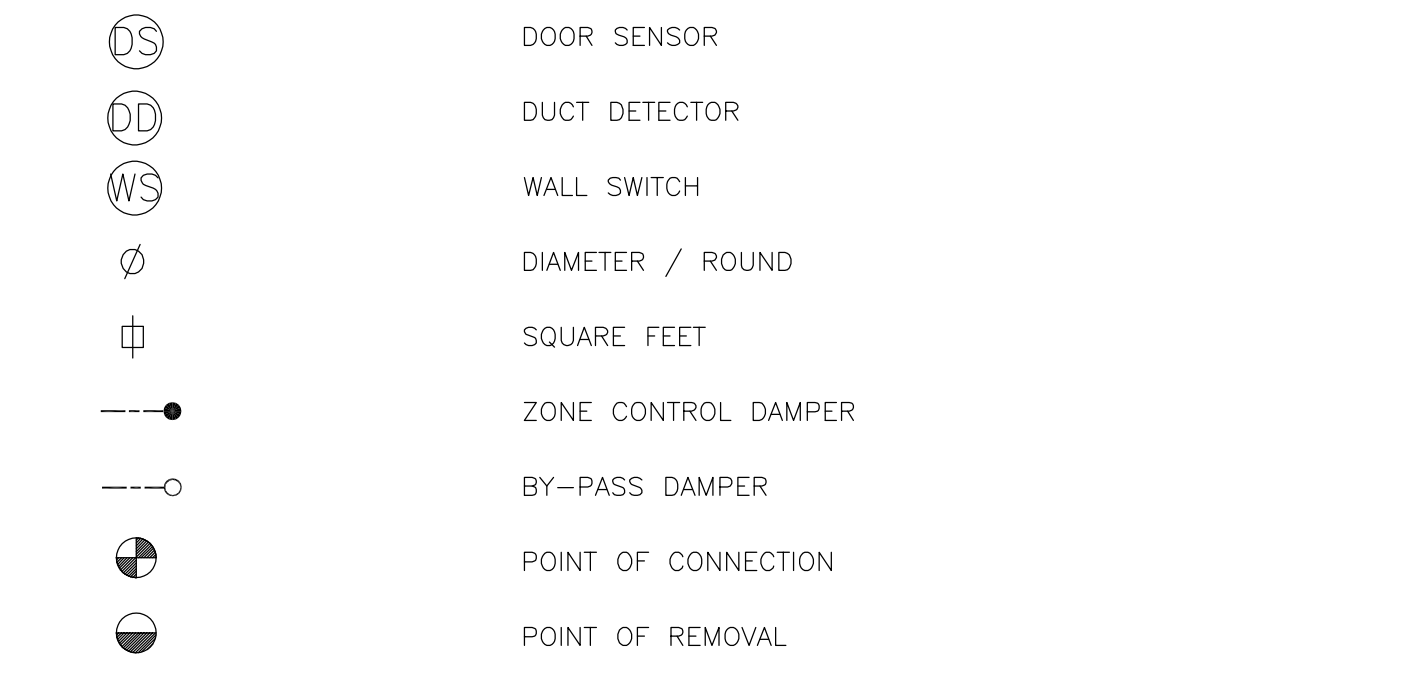 DS DOOR SENSOR
DD DUCT DETECTOR
WS WALL SWITCH
Ø DIAMETER / ROUND
SQUARE FEET
ZONE CONTROL DAMPER
BY-PASS DAMPER
POINT OF CONNECTION
POINT OF REMOVAL